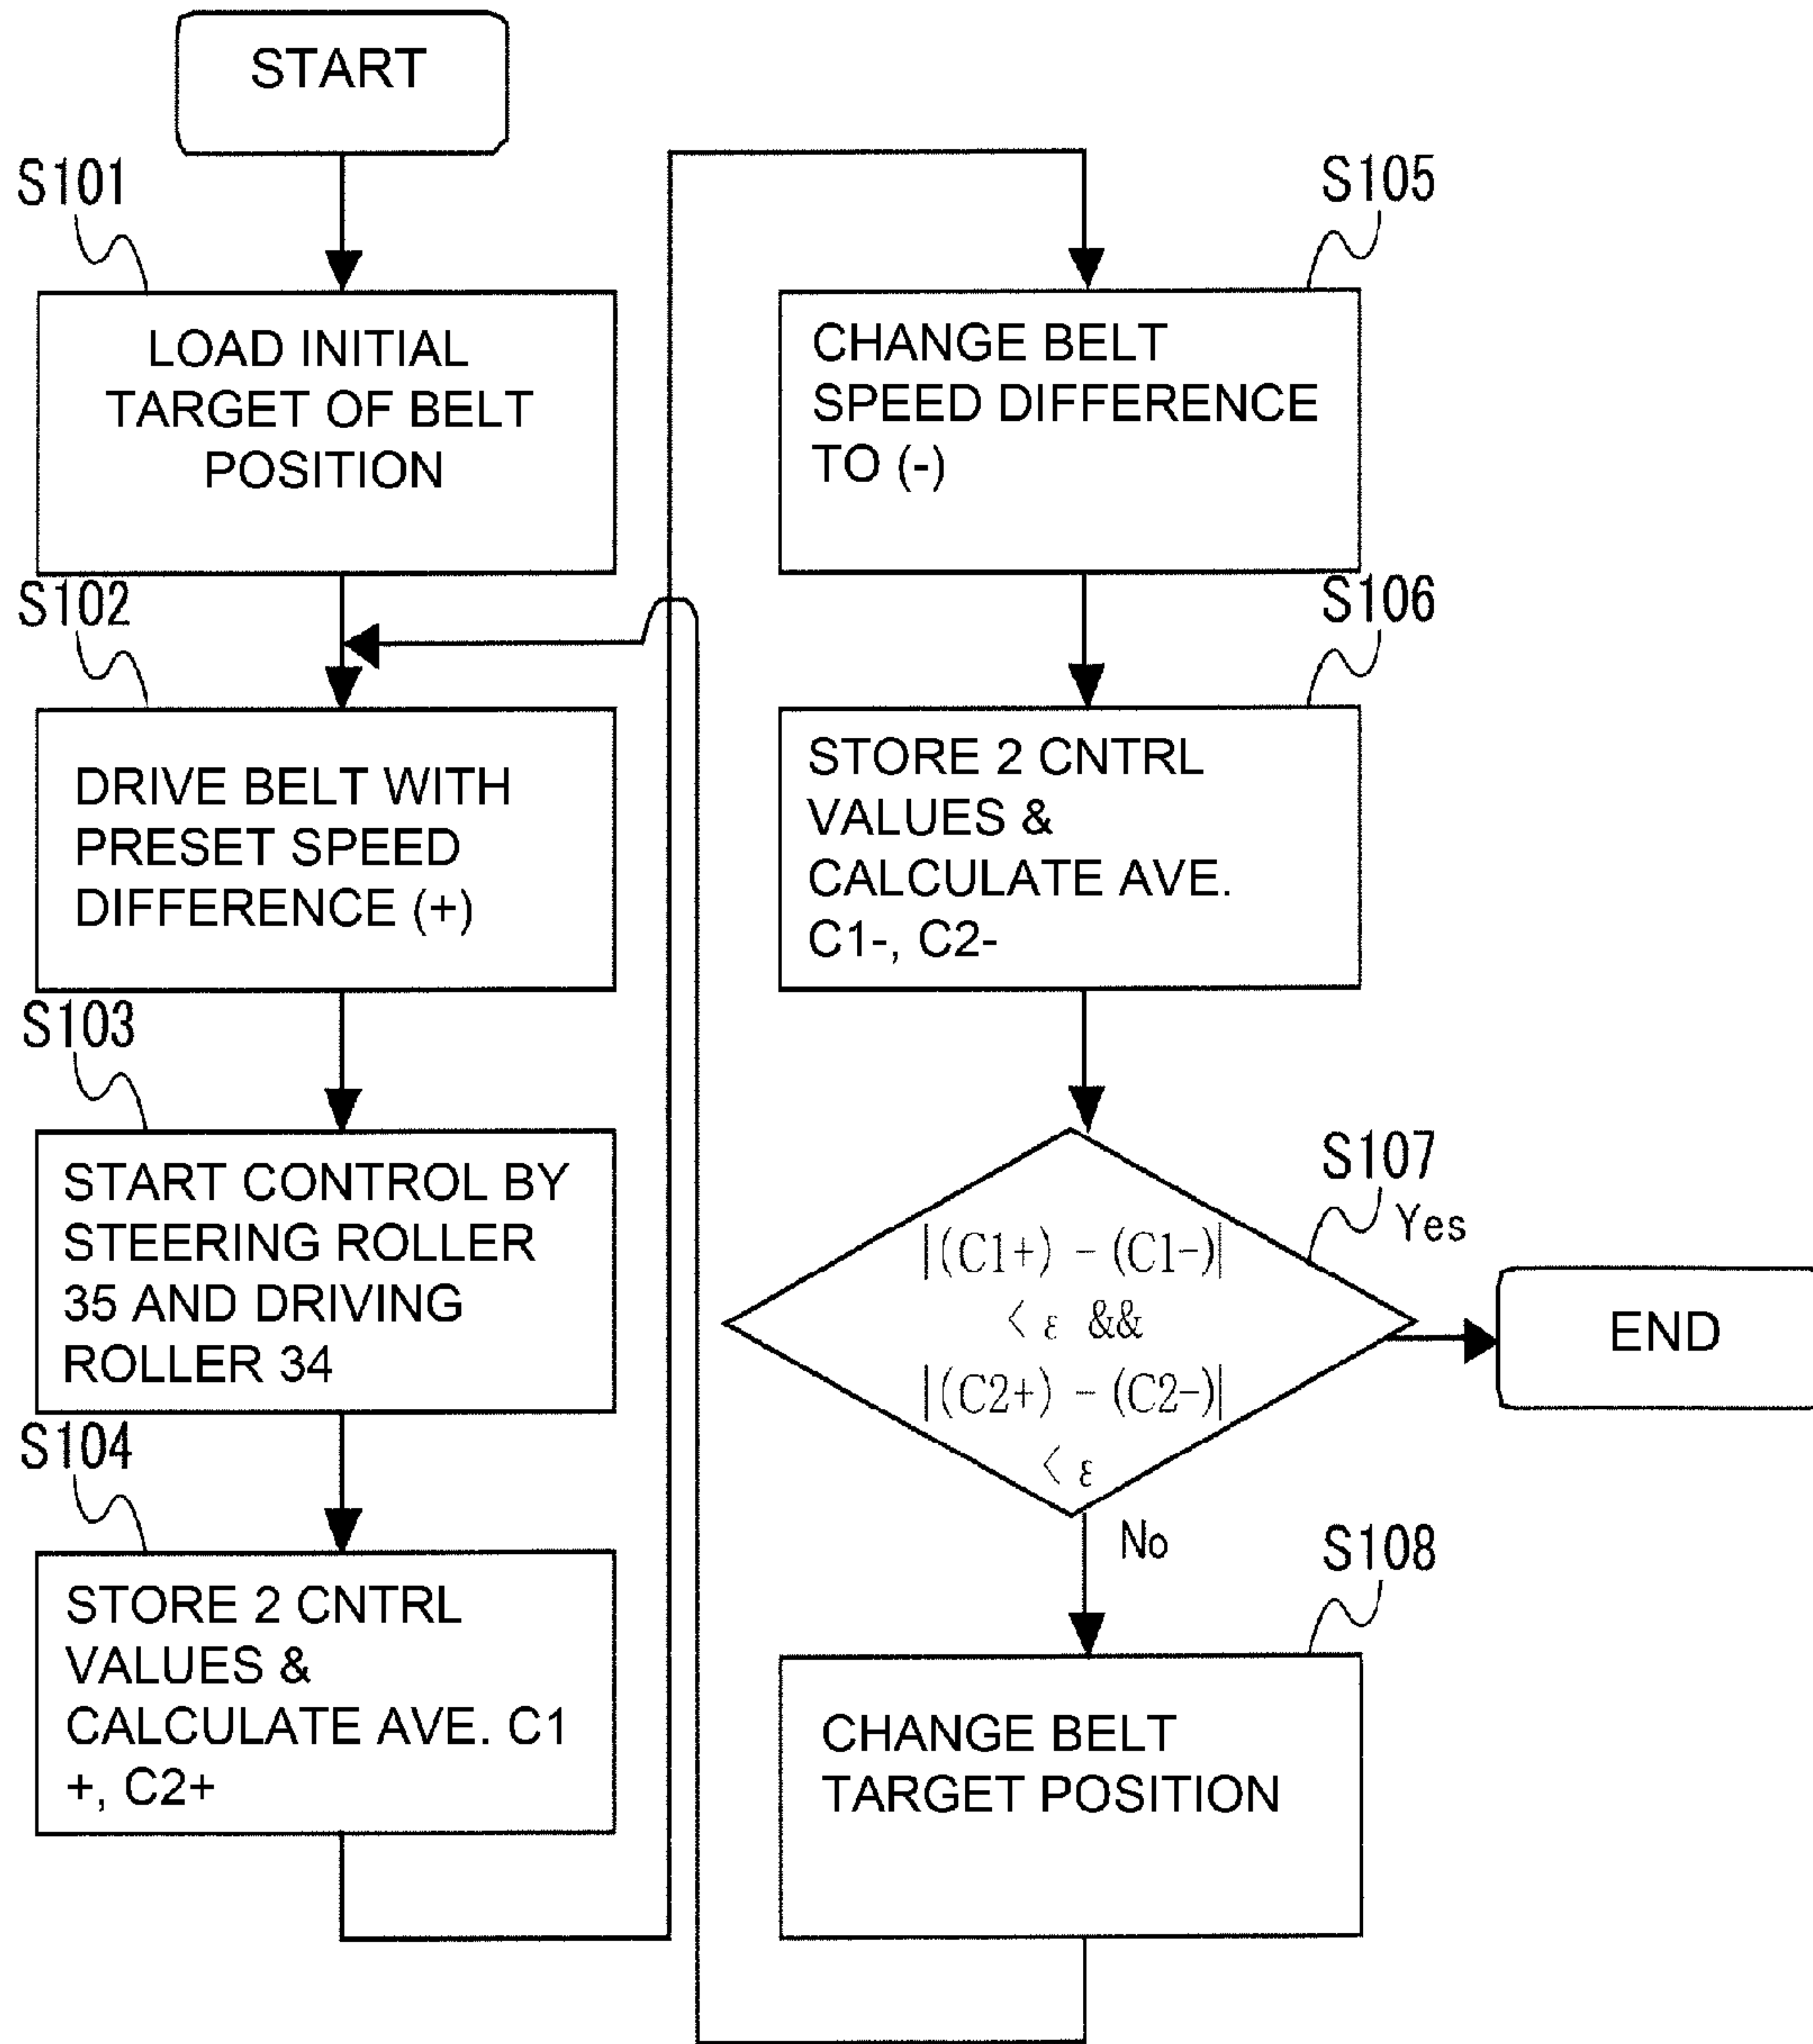 START
S101
LOAD INITIAL
TARGET OF BELT
POSITION
S102
DRIVE BELT WITH
PRESET SPEED
DIFFERENCE (+)
S103
START CONTROL BY
STEERING ROLLER
35 AND DRIVING
ROLLER 34
S104
STORE 2 CNTRL
VALUES &
CALCULATE AVE. C1
+, C2+
S105
CHANGE BELT
SPEED DIFFERENCE
TO (-)
S106
STORE 2 CNTRL
VALUES &
CALCULATE AVE.
C1-, C2-
S107
|(C1+) - (C1-)|
< ε &&
|(C2+) - (C2-)|
< ε
Yes
END
No
S108
CHANGE BELT
TARGET POSITION